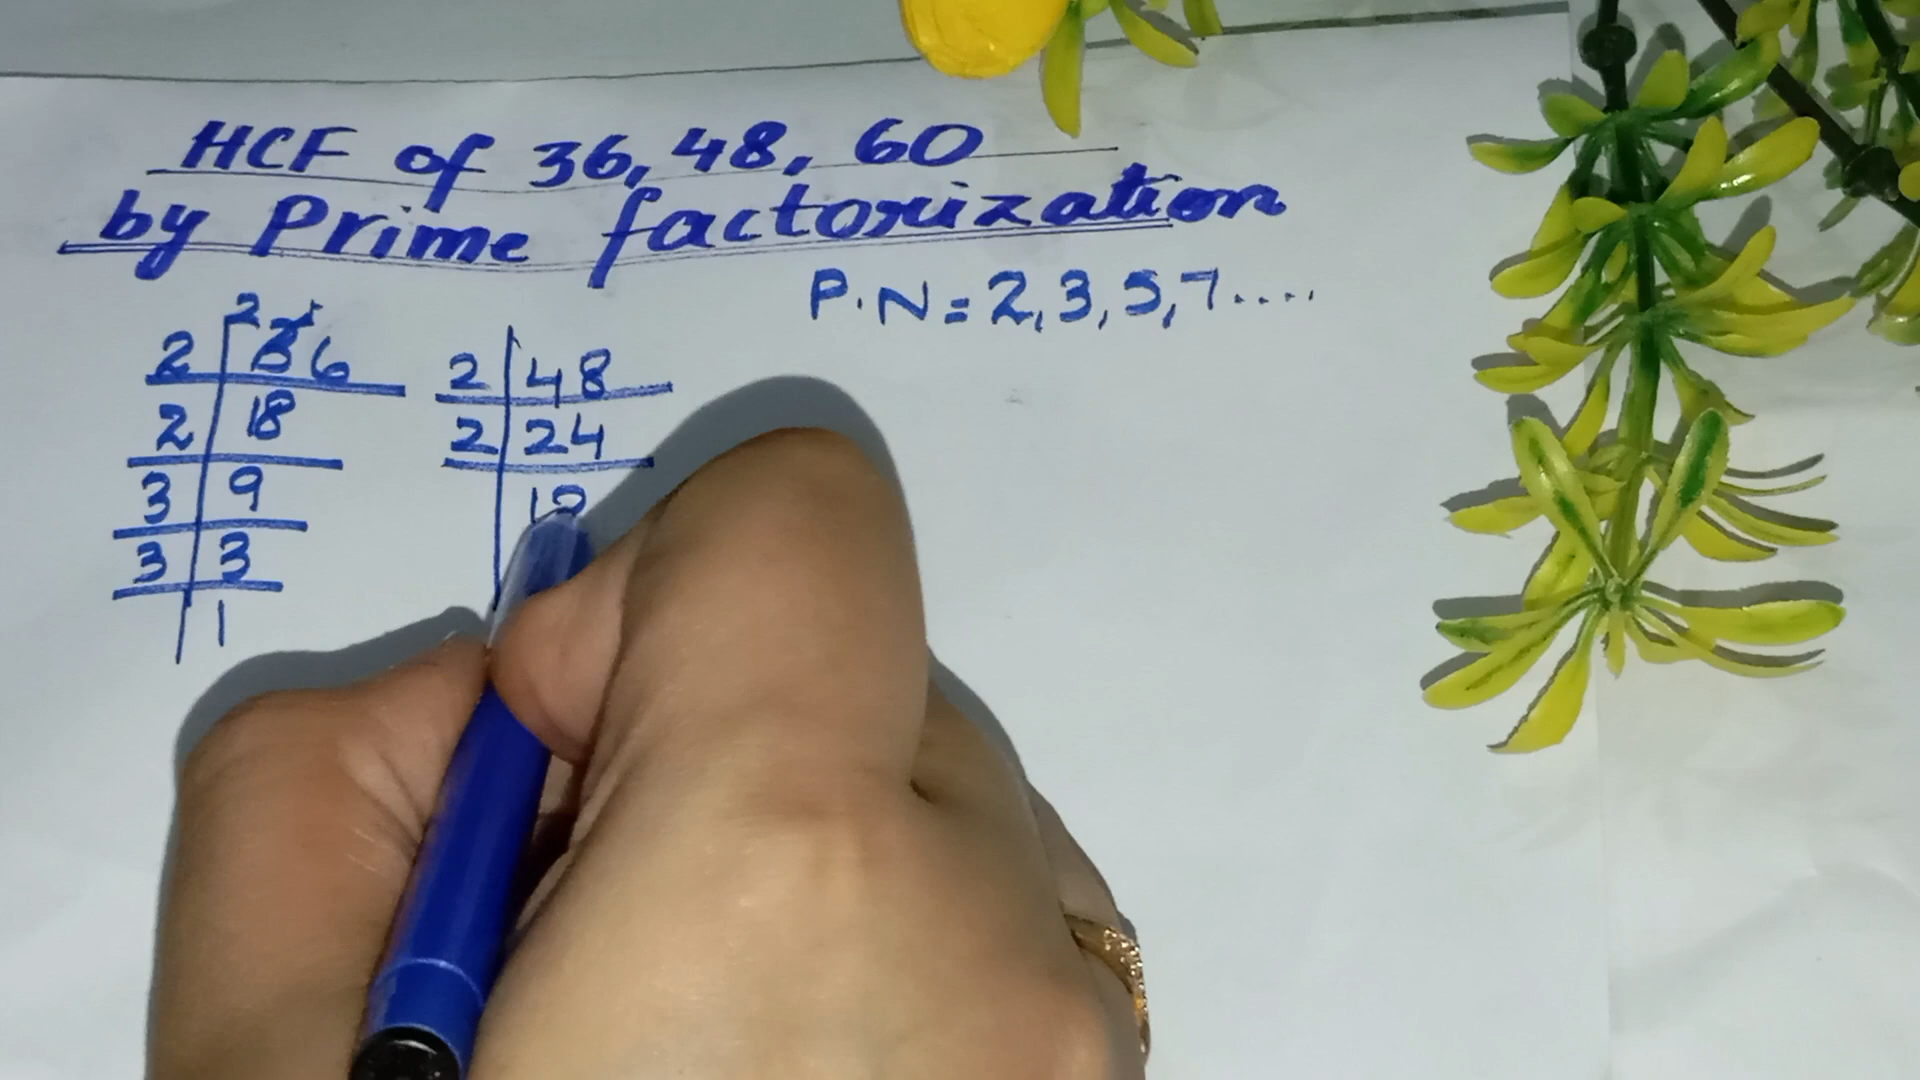 HCF of 36, 48, 60
by Prime factorization
P.N = 2, 3, 5, 7 ....
2 | 36
2 | 18
3 | 9
3 | 3
1
2 | 48
2 | 24